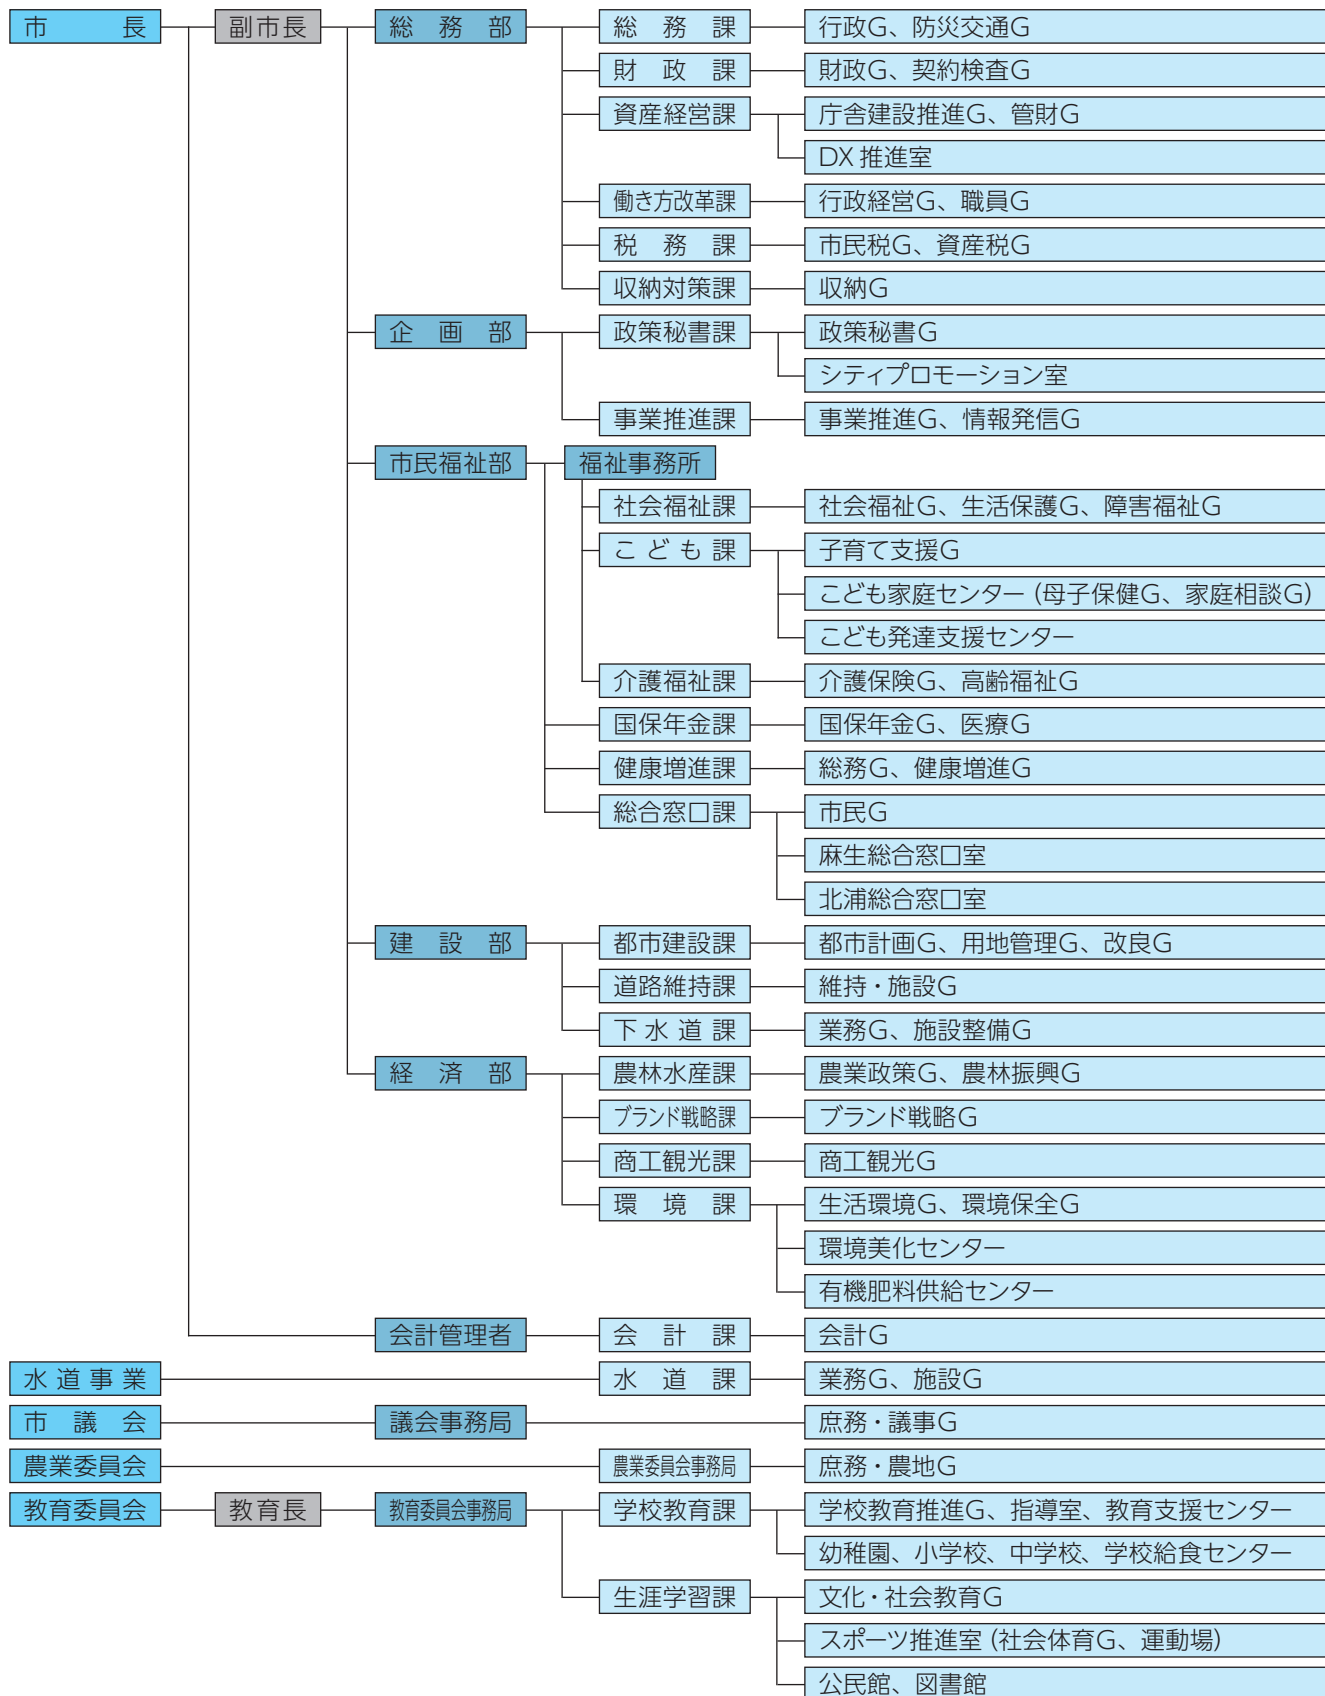 市長 副市長 総務部 総務課 行政G、防災交通G
財政課 財政G、契約検査G
資産経営課 庁舎建設推進G、管財G
DX推進室
働き方改革課 行政経営G、職員G
税務課 市民税G、資産税G
収納対策課 収納G
企画部 政策秘書課 政策秘書G
シティプロモーション室
事業推進課 事業推進G、情報発信G
市民福祉部 福祉事務所
社会福祉課 社会福祉G、生活保護G、障害福祉G
こども課 子育て支援G
こども家庭センター(母子保健G、家庭相談G)
こども発達支援センター
介護福祉課 介護保険G、高齢福祉G
国保年金課 国保年金G、医療G
健康増進課 総務G、健康増進G
総合窓口課 市民G
麻生総合窓口室
北浦総合窓口室
建設部 都市建設課 都市計画G、用地管理G、改良G
道路維持課 維持・施設G
下水道課 業務G、施設整備G
経済部 農林水産課 農業政策G、農林振興G
ブランド戦略課 ブランド戦略G
商工観光課 商工観光G
環境課 生活環境G、環境保全G
環境美化センター
有機肥料供給センター
会計管理者 会計課 会計G
水道事業 水道課 業務G、施設G
市議会 議会事務局 庶務・議事G
農業委員会 農業委員会事務局 庶務・農地G
教育委員会 教育長 教育委員会事務局 学校教育課 学校教育推進G、指導室、教育支援センター
幼稚園、小学校、中学校、学校給食センター
生涯学習課 文化・社会教育G
スポーツ推進室(社会体育G、運動場)
公民館、図書館